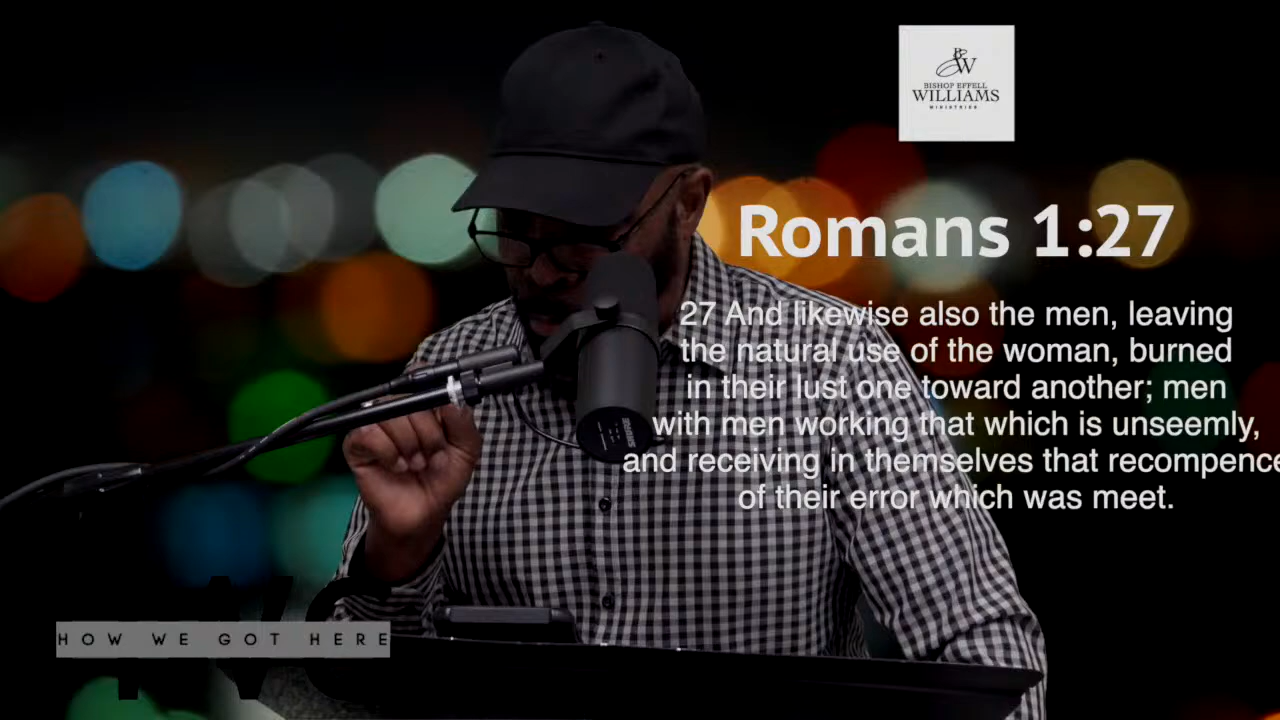 BW
BISHOP EFFELL
WILLIAMS
MINISTRIES
Romans 1:27
27 And likewise also the men, leaving
the natural use of the woman, burned
in their lust one toward another; men
with men working that which is unseemly,
and receiving in themselves that recompence
of their error which was meet.
HOW WE GOT HERE